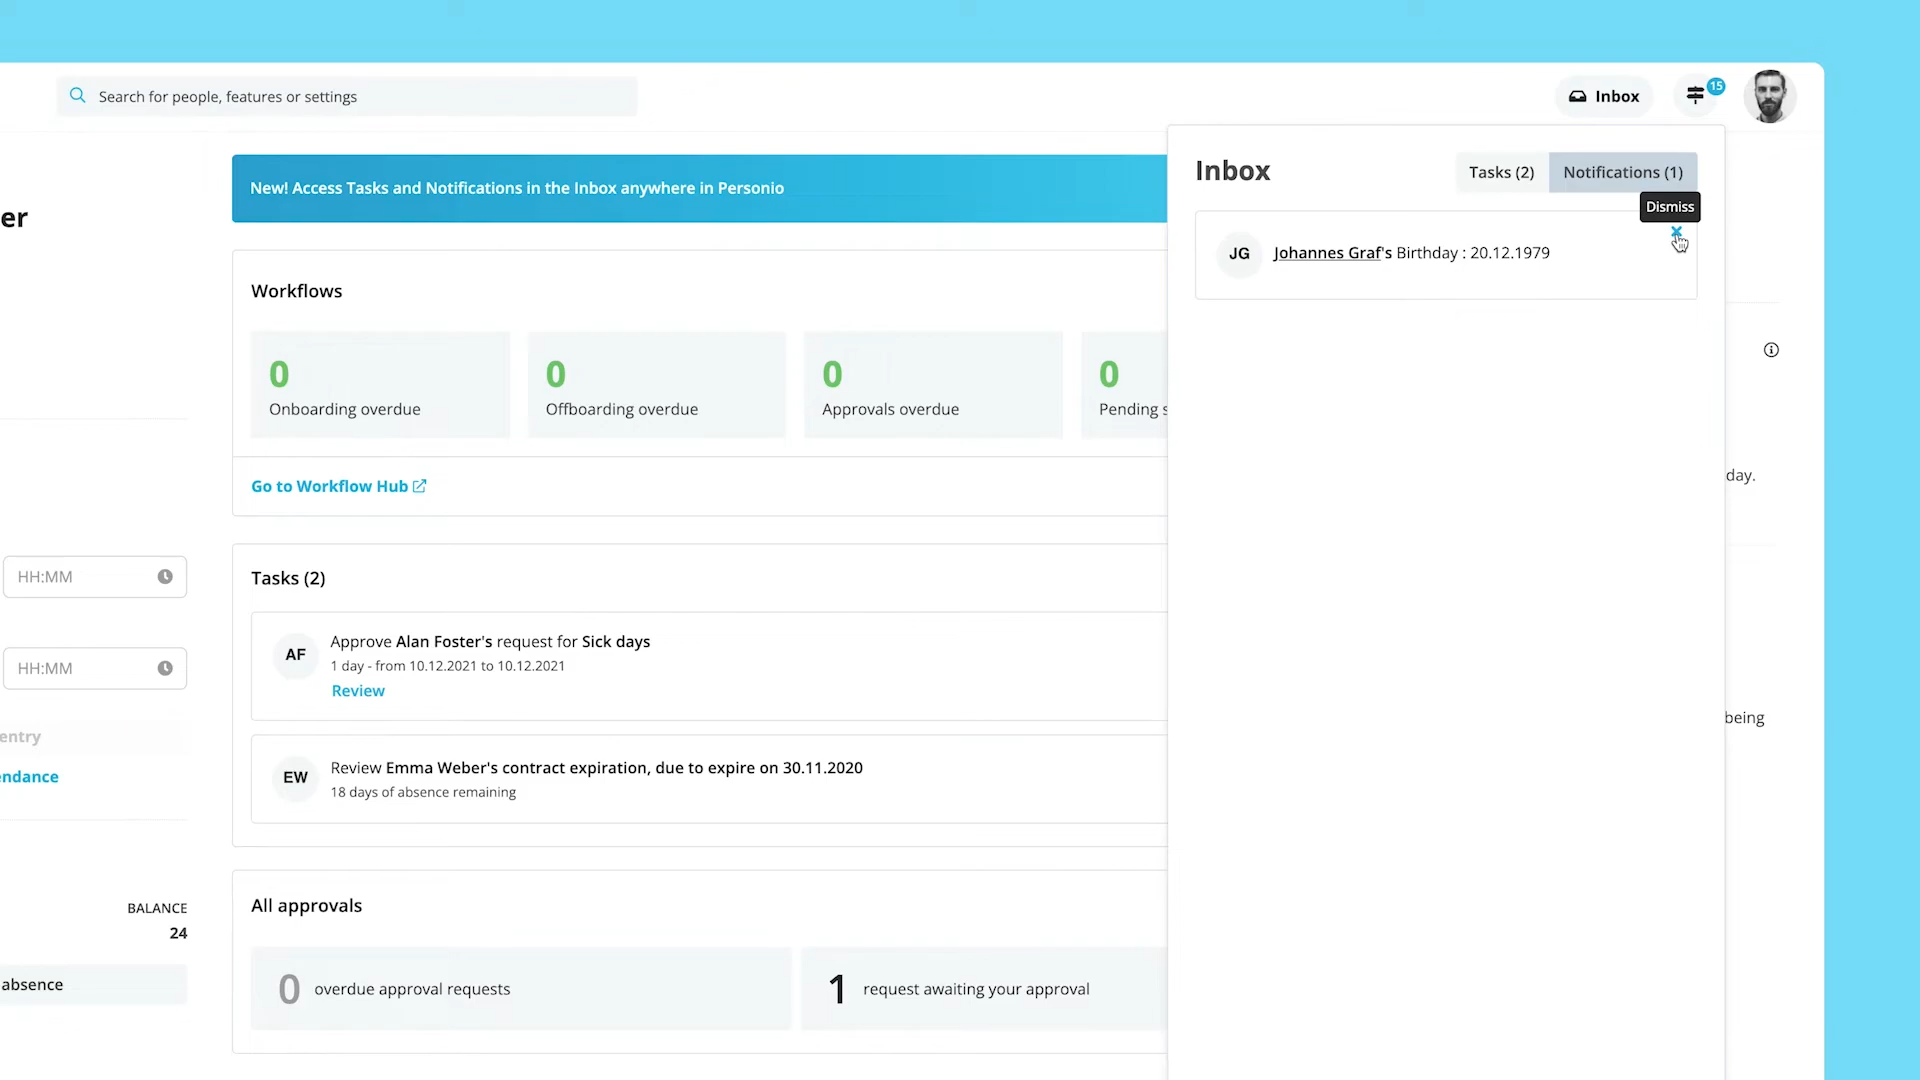 Search for people, features or settings
Inbox
15
er
New! Access Tasks and Notifications in the Inbox anywhere in Personio
Inbox
Tasks (2)
Notifications (1)
Dismiss
JG
Johannes Graf's Birthday : 20.12.1979
Workflows
0
Onboarding overdue
0
Offboarding overdue
0
Approvals overdue
0
Pending s
Go to Workflow Hub
day.
HH:MM
HH:MM
entry
endance
Tasks (2)
AF
Approve Alan Foster's request for Sick days
1 day - from 10.12.2021 to 10.12.2021
Review
EW
Review Emma Weber's contract expiration, due to expire on 30.11.2020
18 days of absence remaining
being
BALANCE
24
absence
All approvals
0 overdue approval requests
1 request awaiting your approval